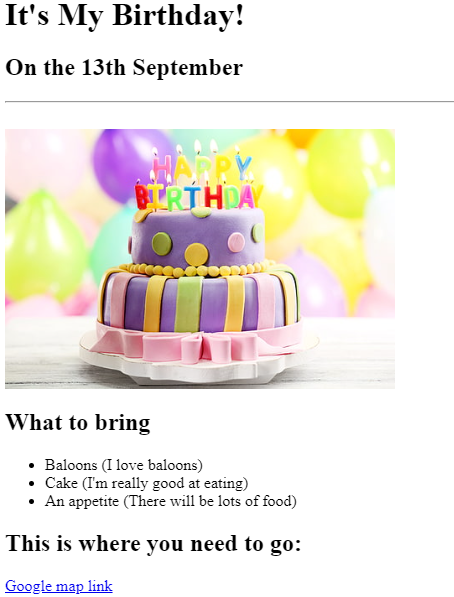 It's My Birthday!
On the 13th September
HAPPY
BIRTHDAY
What to bring
Baloons (I love baloons)
Cake (I'm really good at eating)
An appetite (There will be lots of food)
This is where you need to go:
Google map link